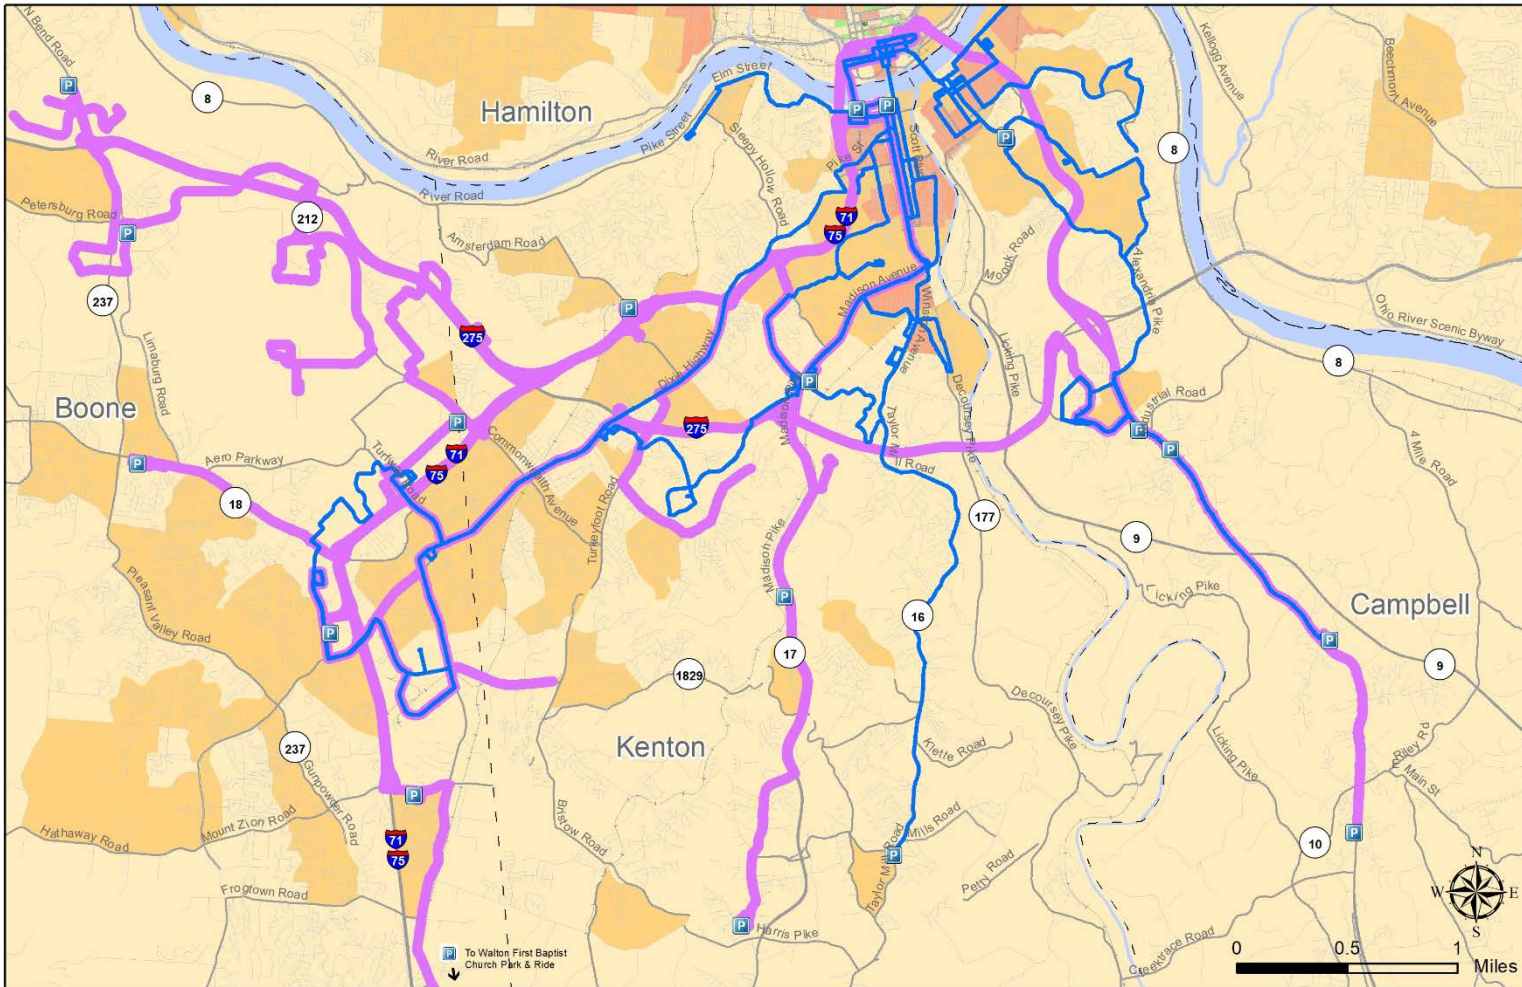 N Bend Road
8
Hamilton
Elm Street
Pike Street
River Road
River Road
Sleepy Hollow Road
Pike St
Kellogg Avenue
Beechmont Avenue
8
Petersburg Road
212
Amsterdam Road
71
75
237
Limaburg Road
275
Madison Avenue
Mocock Road
Alexandria Pike
Ohio River Scenic Byway
8
Dixie Highway
Licking Pike
Boone
Decoursey Pike
Industrial Road
275
Aero Parkway
Turfway Road
71
75
Commonwealth Avenue
Taylor Mill Road
4 Mile Road
18
Turkeyfoot Road
177
9
Madison Pike
Pleasant Valley Road
Licking Pike
16
Campbell
17
9
1829
Decoursey Pike
237
Kenton
Klette Road
Licking Pike
Gunpowder Road
Riley Rd
Main St
Bristow Road
Mount Zion Road
Hathaway Road
71
75
Mills Road
Taylor Mill Road
10
Petty Road
Frogtown Road
Harris Pike
Creektrace Road
To Walton First Baptist
Church Park & Ride
N
W E
S
0 0.5 1
Miles